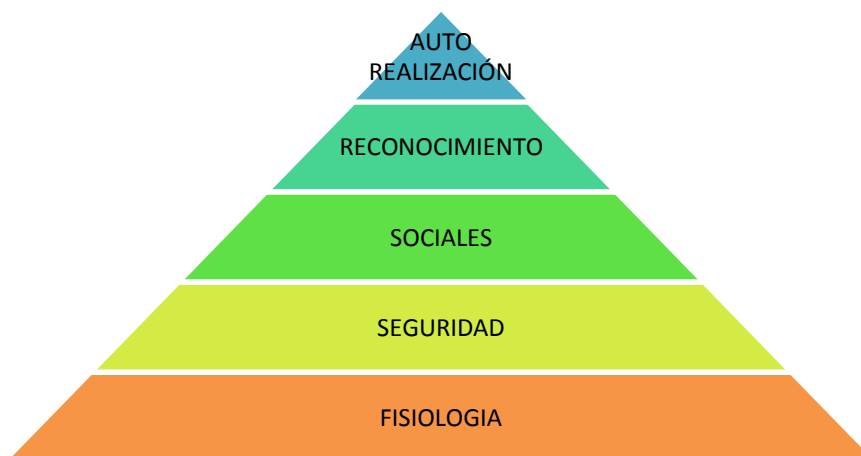 AUTO
REALIZACIÓN
RECONOCIMIENTO
SOCIALES
SEGURIDAD
FISIOLOGIA